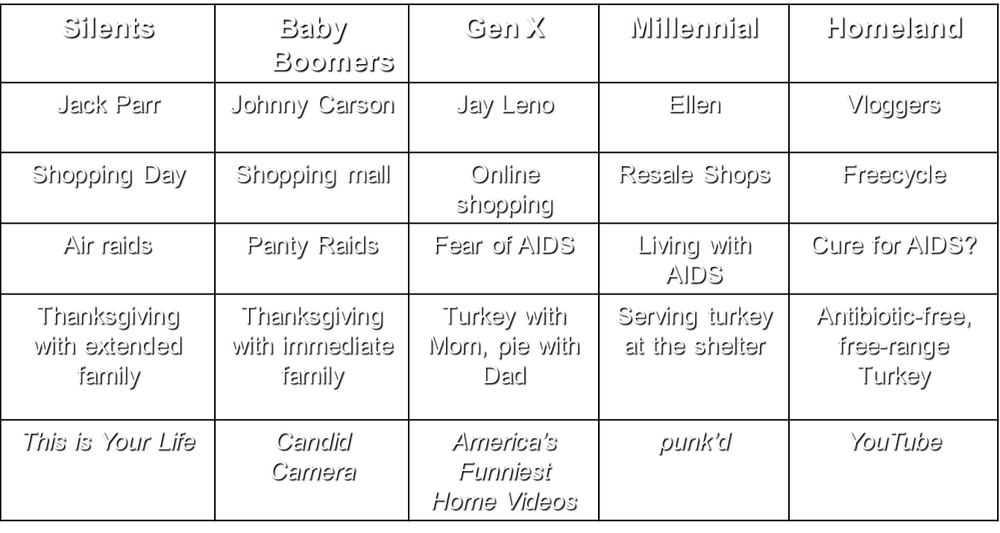 Silents
Baby
Boomers
Gen X
Millennial
Homeland
Jack Parr
Johnny Carson
Jay Leno
Ellen
Vloggers
Shopping Day
Shopping mall
Online
shopping
Resale Shops
Freecycle
Air raids
Panty Raids
Fear of AIDS
Living with
AIDS
Cure for AIDS?
Thanksgiving
with extended
family
Thanksgiving
with immediate
family
Turkey with
Mom, pie with
Dad
Serving turkey
at the shelter
Antibiotic-free,
free-range
Turkey
This is Your Life
Candid
Camera
America's
Funniest
Home Videos
punk'd
YouTube